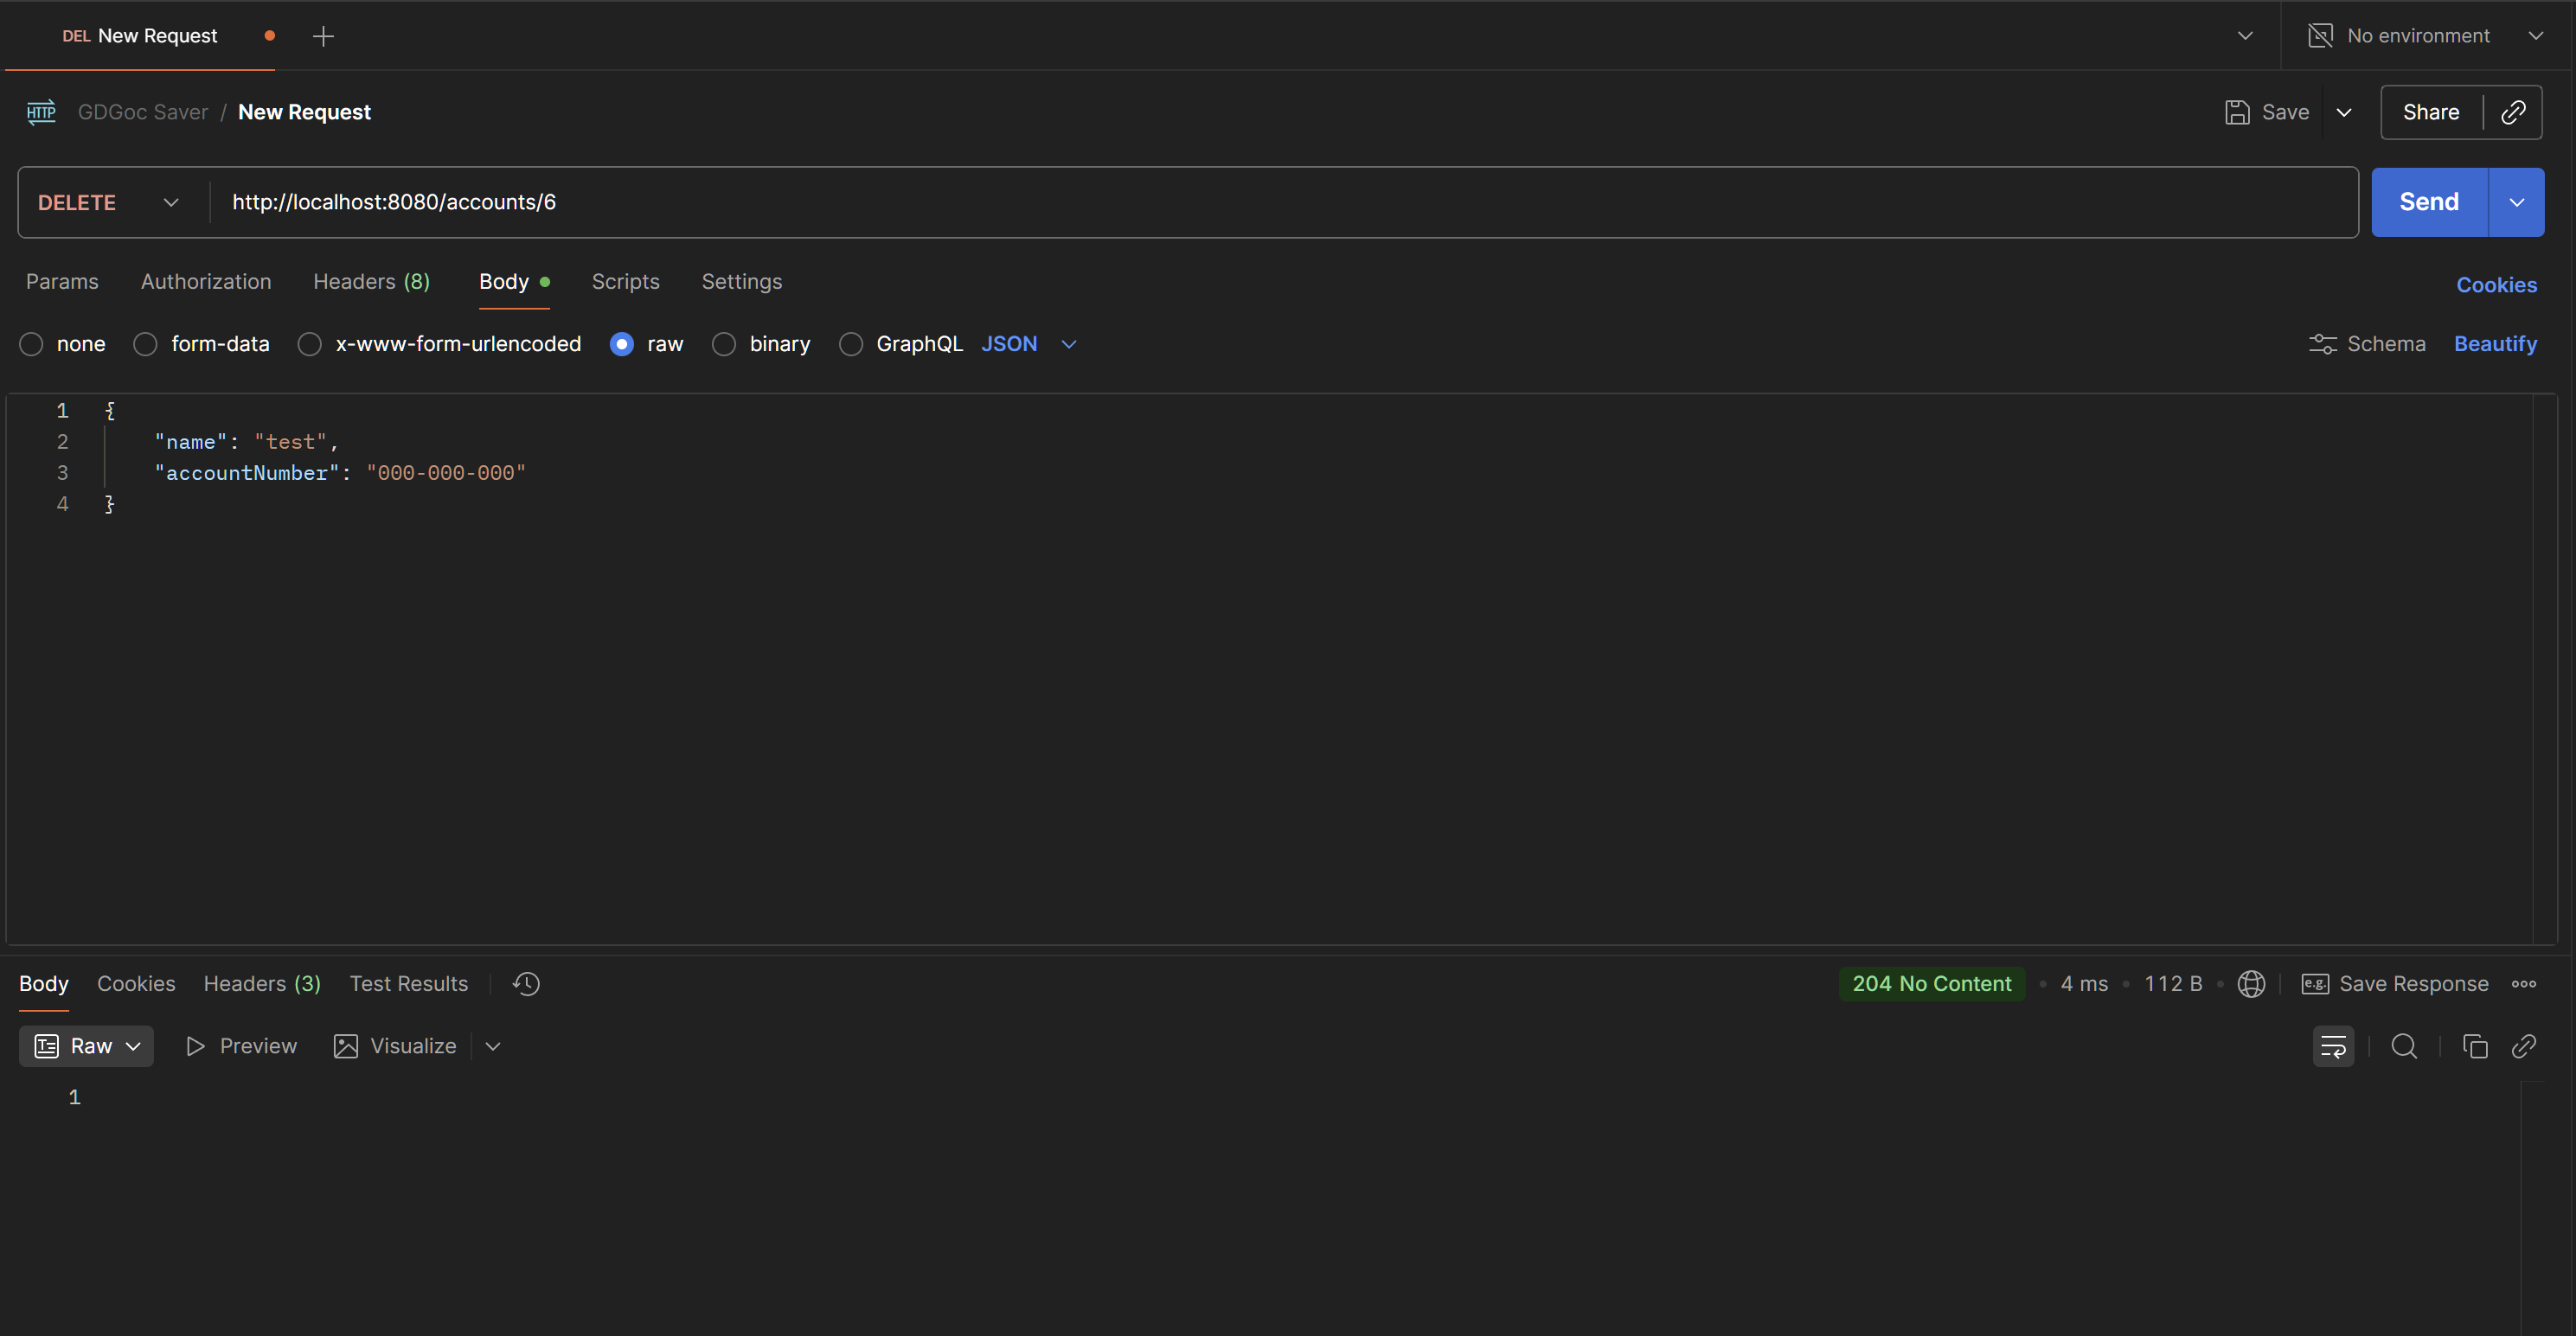 DEL New Request
No environment
HTTP GDGoc Saver / New Request
Save
Share
DELETE http://localhost:8080/accounts/6
Send
Params Authorization Headers (8) Body Scripts Settings
Cookies
none form-data x-www-form-urlencoded raw binary GraphQL JSON
Schema Beautify
1 {
2 "name": "test",
3 "accountNumber": "000-000-000"
4 }
Body Cookies Headers (3) Test Results
204 No Content • 4 ms • 112 B
e.g. Save Response
Raw Preview Visualize
1